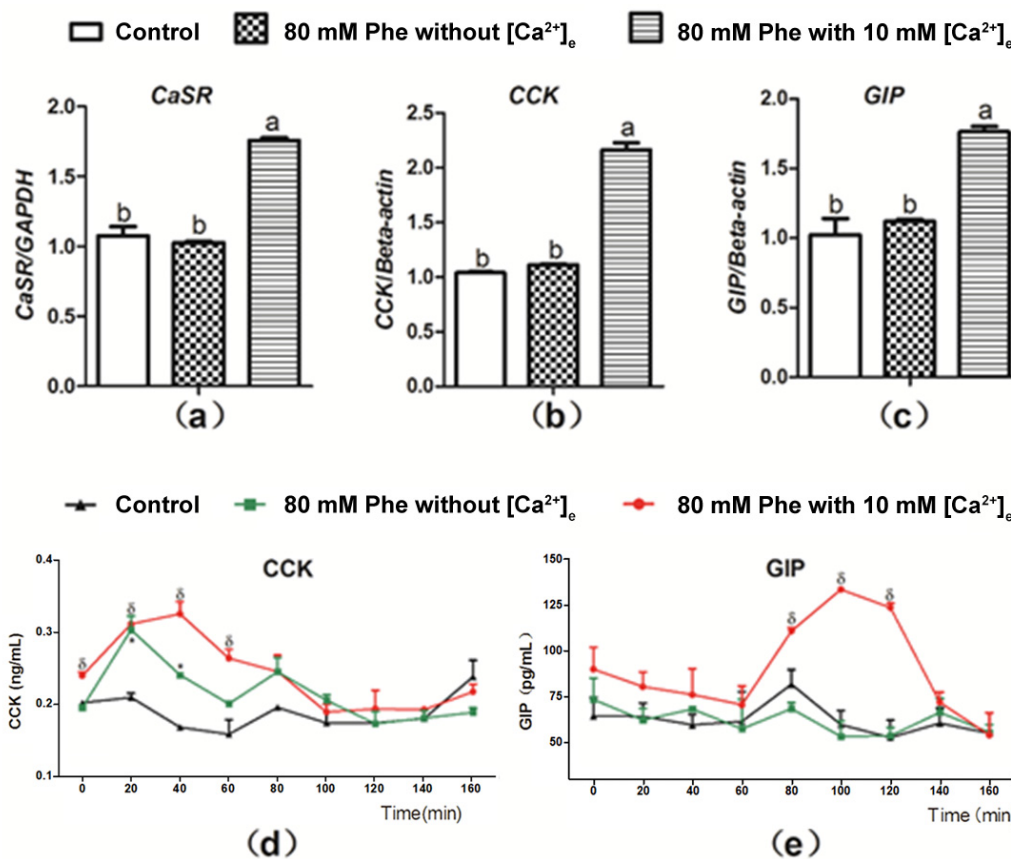 Control 80 mM Phe without [Ca²⁺]ₑ 80 mM Phe with 10 mM [Ca²⁺]ₑ
CaSR
CaSR/GAPDH
2.0
1.5
1.0
0.5
0.0
b b a
(a)
CCK
CCK/Beta-actin
2.5
2.0
1.5
1.0
0.5
0.0
b b a
(b)
GIP
GIP/Beta-actin
2.0
1.5
1.0
0.5
0.0
b b a
(c)
Control 80 mM Phe without [Ca²⁺]ₑ 80 mM Phe with 10 mM [Ca²⁺]ₑ
CCK
CCK (ng/mL)
0.4
0.3
0.2
0.1
δ δ δ δ
* *
0 20 40 60 80 100 120 140 160
Time(min)
(d)
GIP
GIP (pg/mL)
150
125
100
75
50
δ δ δ
0 20 40 60 80 100 120 140 160
Time (min)
(e)